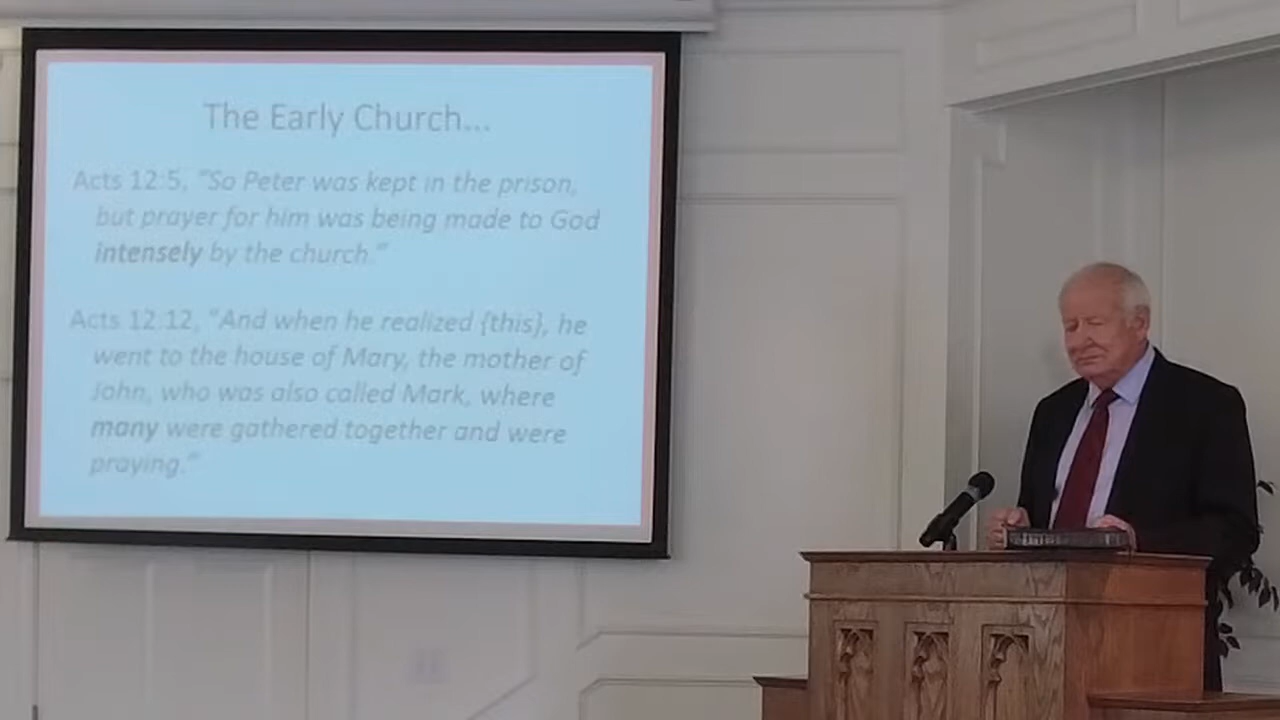 The Early Church...
Acts 12:5, "So Peter was kept in the prison,
but prayer for him was being made to God
intensely by the church."
Acts 12:12, "And when he realized {this}, he
went to the house of Mary, the mother of
John, who was also called Mark, where
many were gathered together and were
praying."